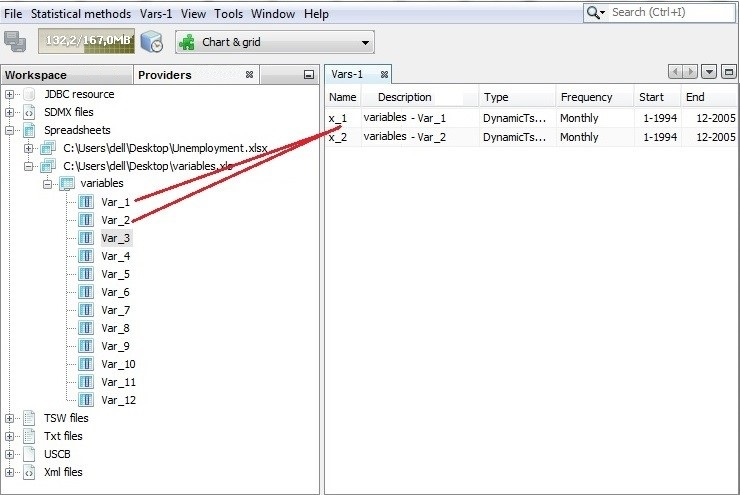 File Statistical methods Vars-1 View Tools Window Help
Search (Ctrl+I)
132,2/167,0MB
Chart & grid
Workspace
Providers
JDBC resource
SDMX files
Spreadsheets
C:\Users\dell\Desktop\Unemployment.xlsx
C:\Users\dell\Desktop\variables.xls
variables
Var_1
Var_2
Var_3
Var_4
Var_5
Var_6
Var_7
Var_8
Var_9
Var_10
Var_11
Var_12
TSW files
Txt files
USCB
Xml files
Vars-1
Name Description Type Frequency Start End
x_1 variables - Var_1 DynamicTs... Monthly 1-1994 12-2005
x_2 variables - Var_2 DynamicTs... Monthly 1-1994 12-2005